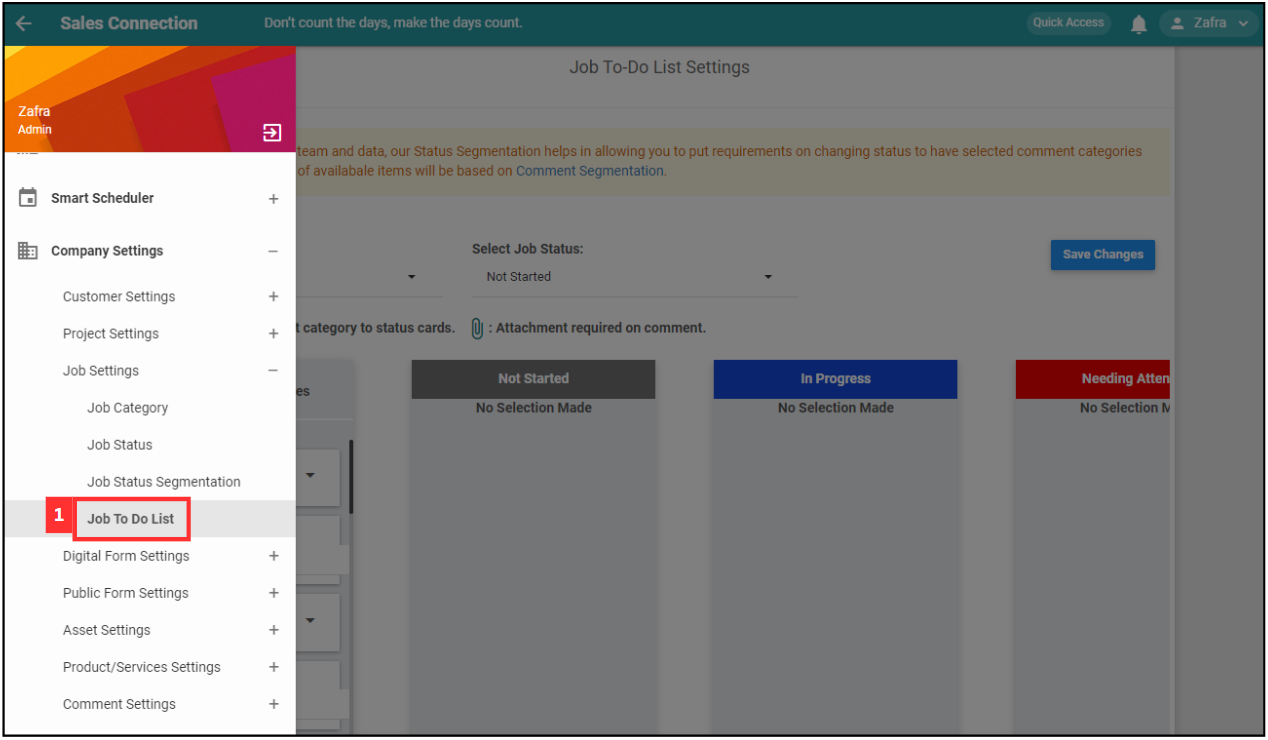 Sales Connection
Don't count the days, make the days count.
Quick Access
Zafra
Zafra
Admin
Job To-Do List Settings
team and data, our Status Segmentation helps in allowing you to put requirements on changing status to have selected comment categories
of availabale items will be based on Comment Segmentation.
Smart Scheduler
Company Settings
Customer Settings
Project Settings
Job Settings
Job Category
Job Status
Job Status Segmentation
1
Job To Do List
Digital Form Settings
Public Form Settings
Asset Settings
Product/Services Settings
Comment Settings
Select Job Status:
Not Started
Save Changes
t category to status cards.
: Attachment required on comment.
es
Not Started
No Selection Made
In Progress
No Selection Made
Needing Atten
No Selection M